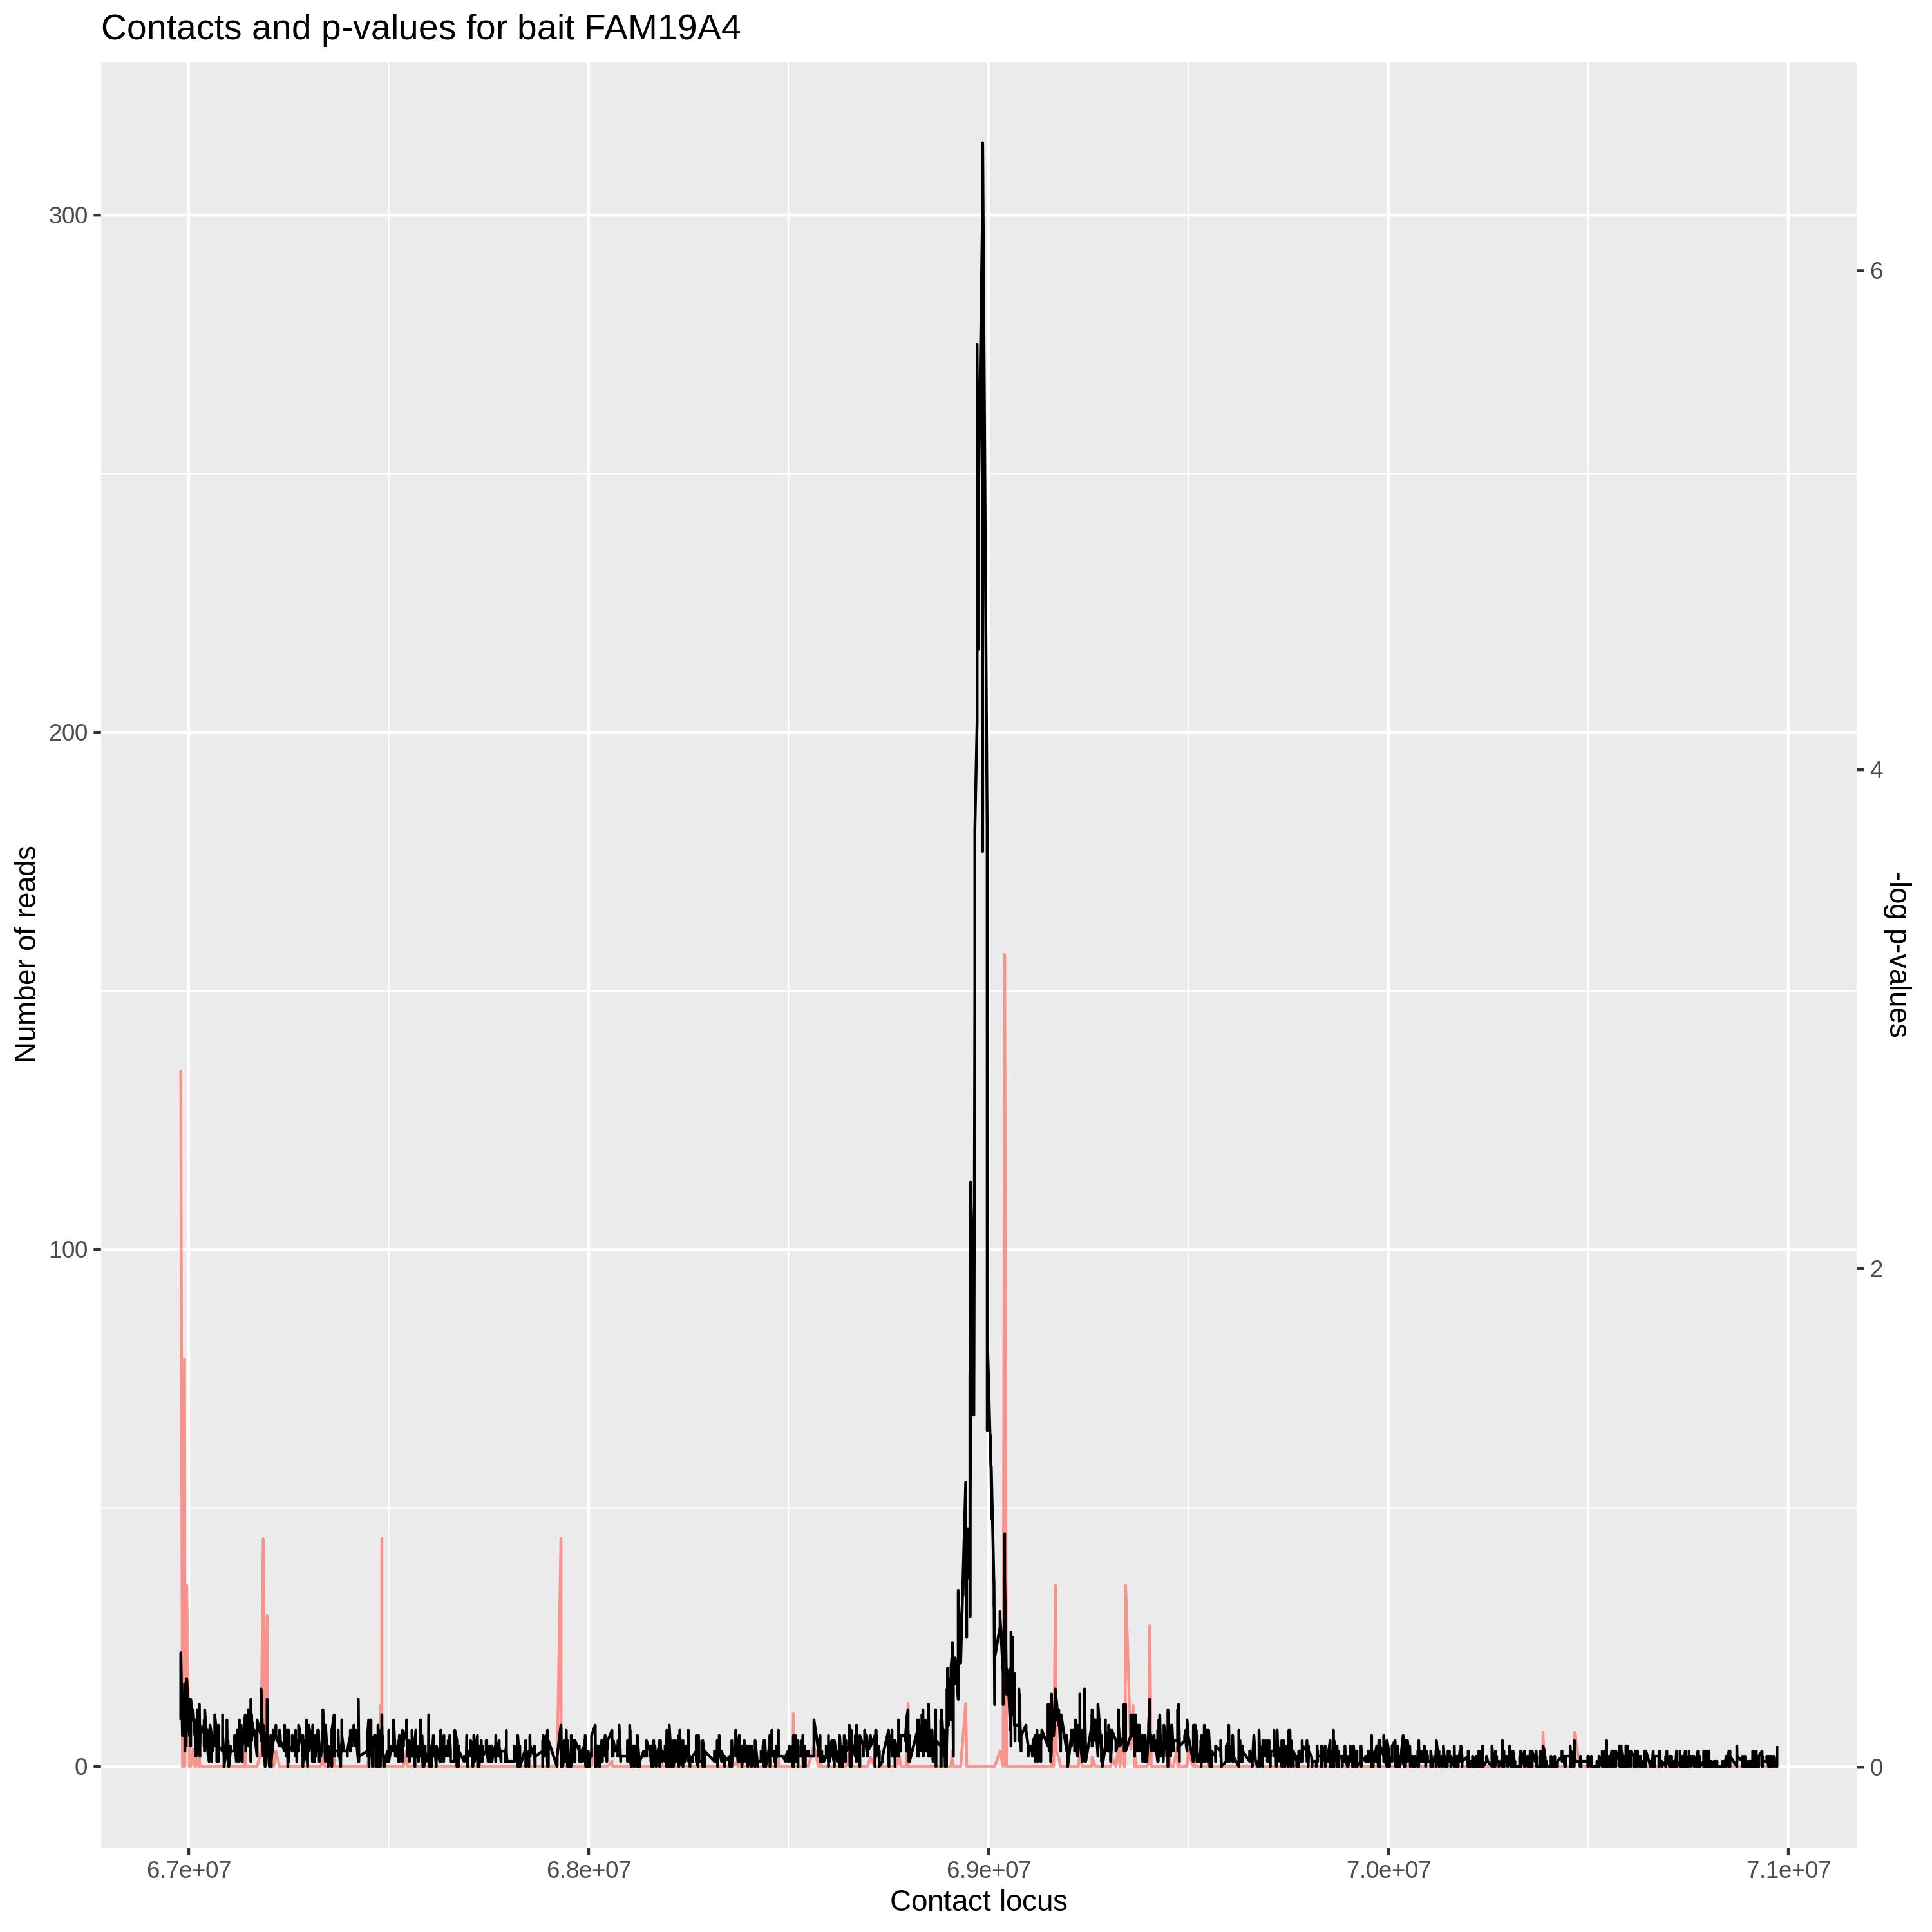 Contacts and p-values for bait FAM19A4
300
200
100
0
Number of reads
6
4
2
0
-log p-values
6.7e+07 6.8e+07 6.9e+07 7.0e+07 7.1e+07
Contact locus